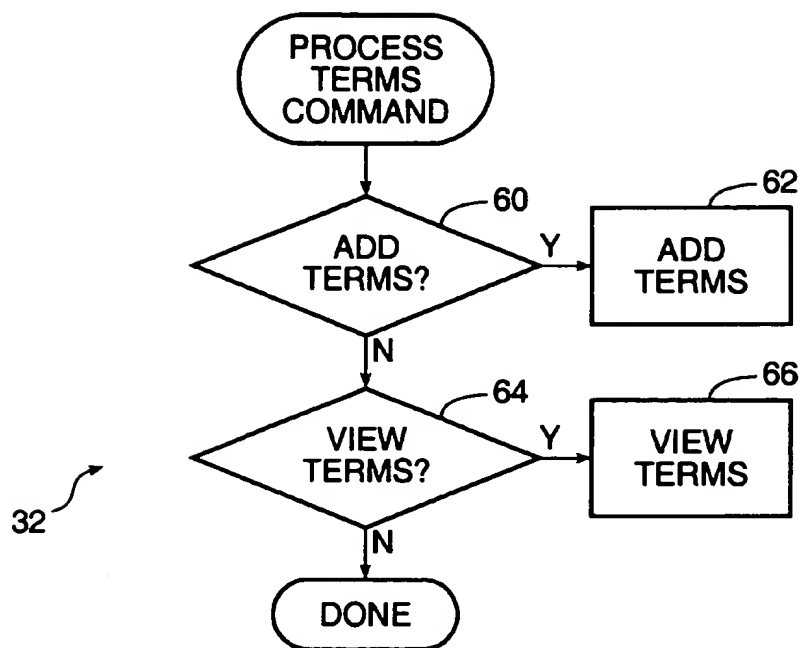 PROCESS
TERMS
COMMAND
60
62
ADD
TERMS?
Y
ADD
TERMS
N
64
66
VIEW
TERMS?
Y
VIEW
TERMS
32
N
DONE